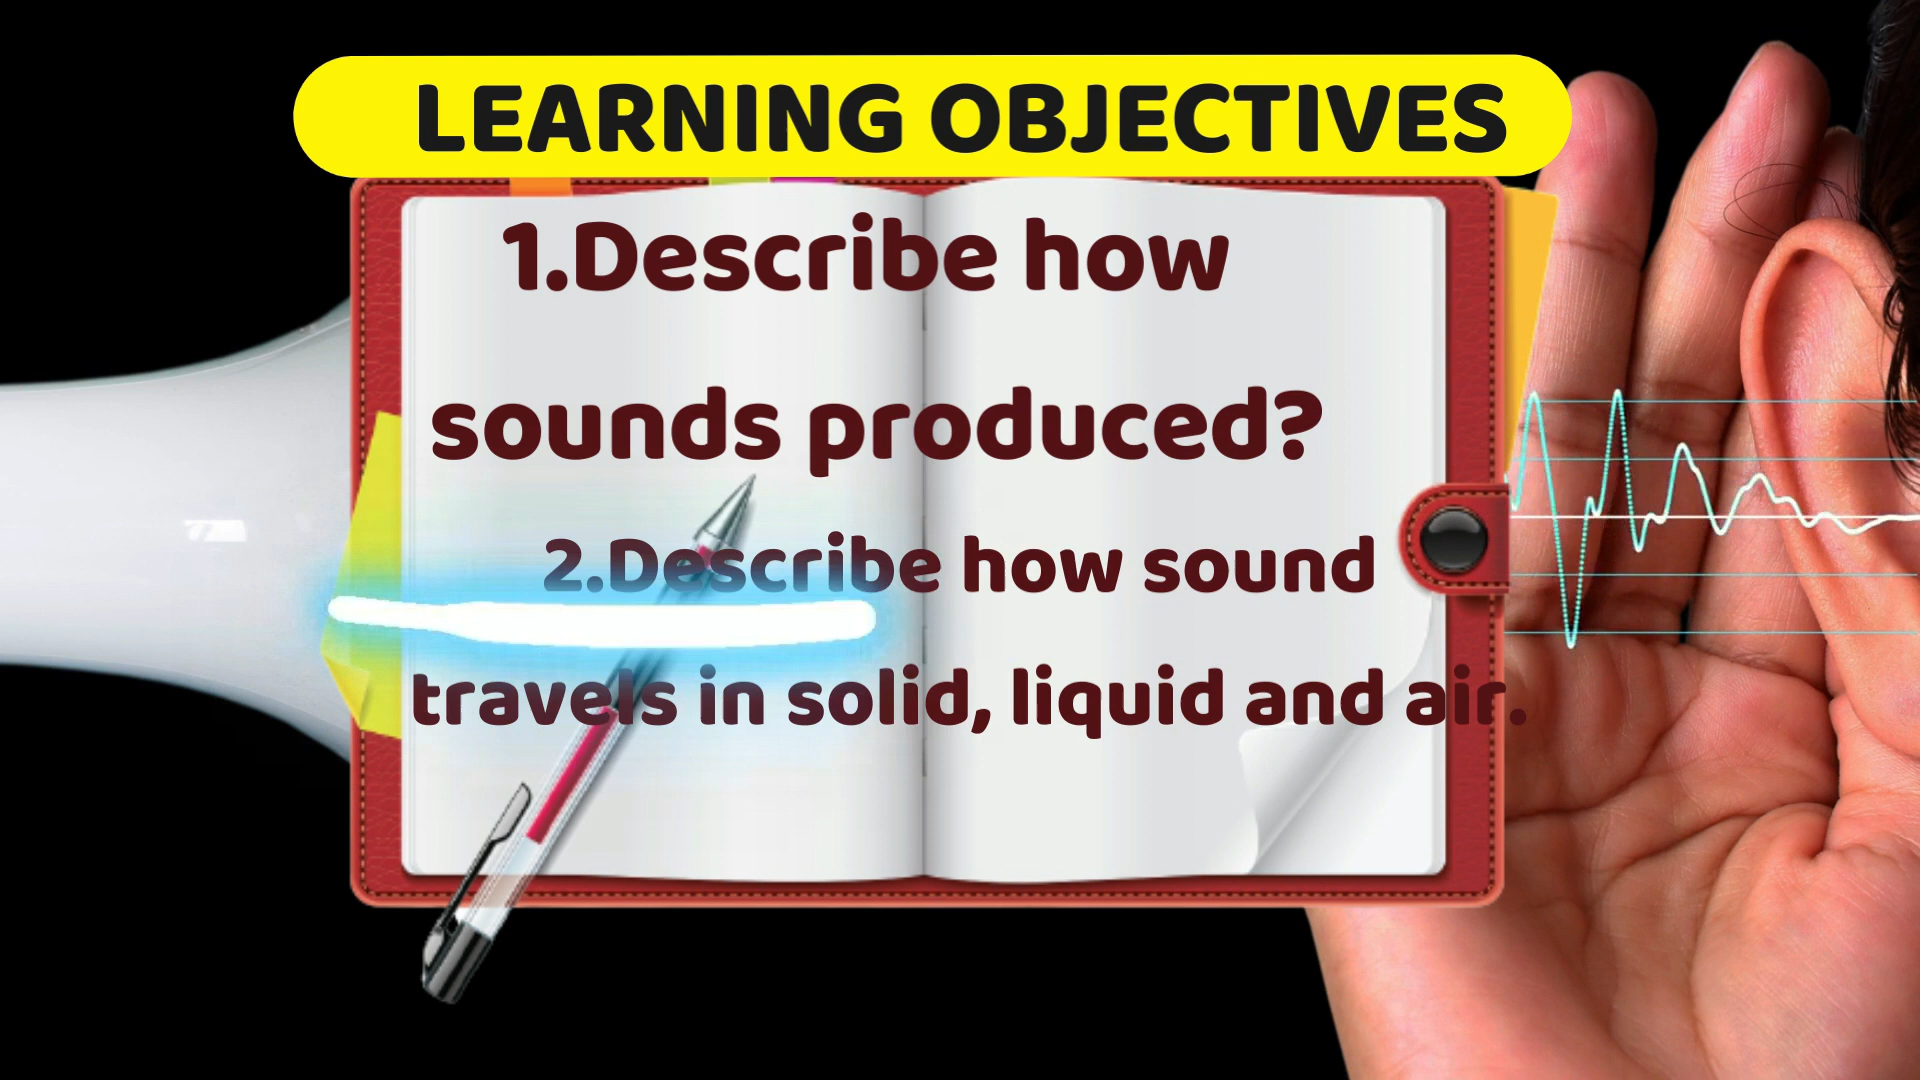 LEARNING OBJECTIVES
1.Describe how
sounds produced?
2.Describe how sound
travels in solid, liquid and air.